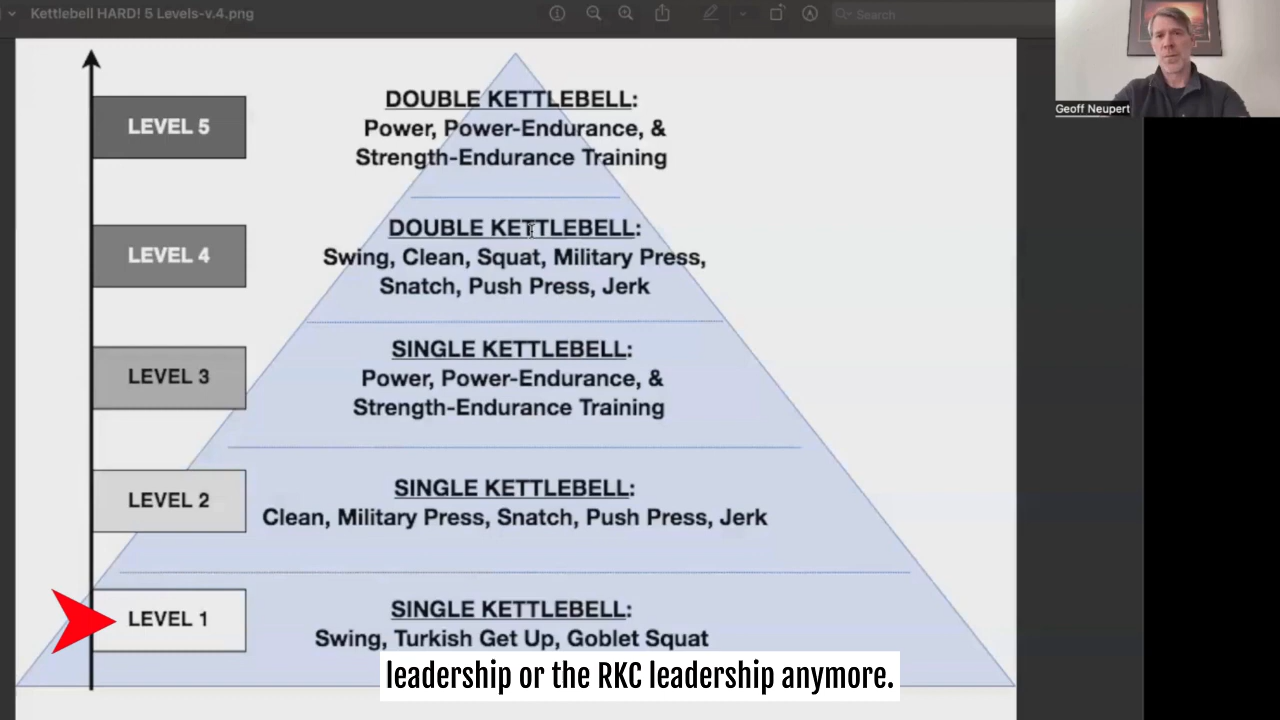 Kettlebell HARD! 5 Levels-v.4.png
Search
Geoff Neupert
LEVEL 5
DOUBLE KETTLEBELL:
Power, Power-Endurance, &
Strength-Endurance Training
LEVEL 4
DOUBLE KETTLEBELL:
Swing, Clean, Squat, Military Press,
Snatch, Push Press, Jerk
LEVEL 3
SINGLE KETTLEBELL:
Power, Power-Endurance, &
Strength-Endurance Training
LEVEL 2
SINGLE KETTLEBELL:
Clean, Military Press, Snatch, Push Press, Jerk
LEVEL 1
SINGLE KETTLEBELL:
Swing, Turkish Get Up, Goblet Squat
leadership or the RKC leadership anymore.